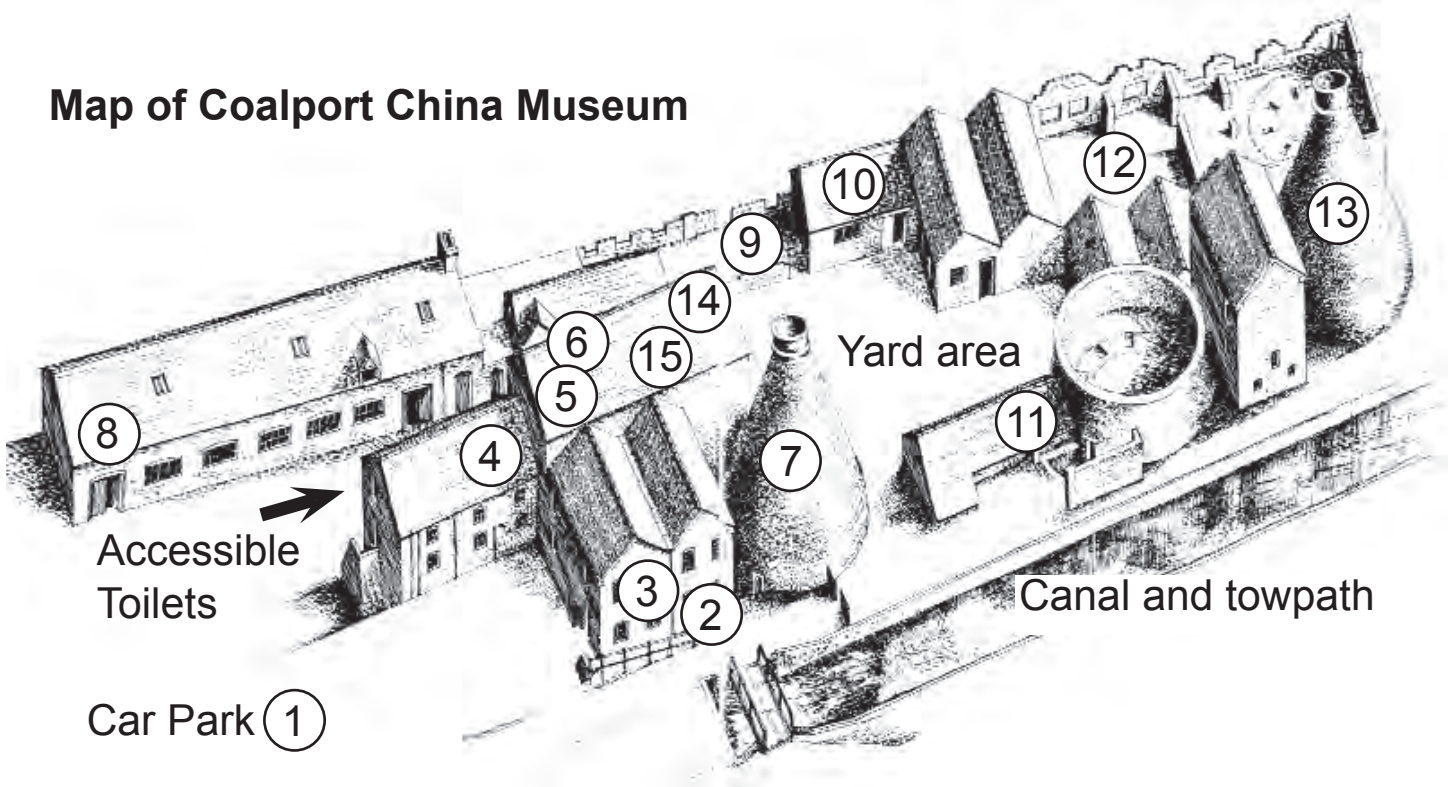 Map of Coalport China Museum
12
10
13
9
14
6
15
Yard area
5
8
11
4
7
Accessible
Toilets
3
2
Canal and towpath
Car Park 1